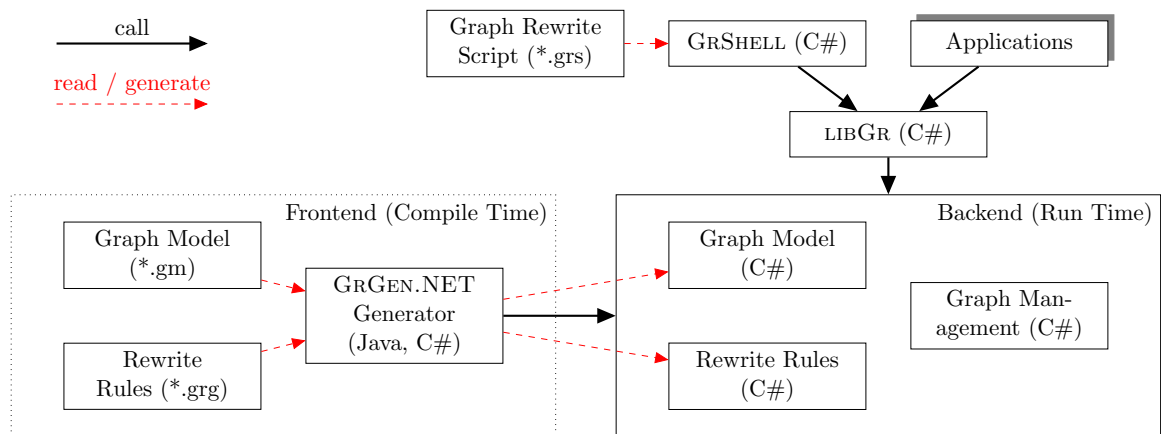 call
read / generate
Graph Rewrite
Script (*.grs)
GRSHELL (C#)
Applications
LIBGR (C#)
Frontend (Compile Time)
Graph Model
(*.gm)
GRGEN.NET
Generator
(Java, C#)
Rewrite
Rules (*.grg)
Backend (Run Time)
Graph Model
(C#)
Graph Man-
agement (C#)
Rewrite Rules
(C#)